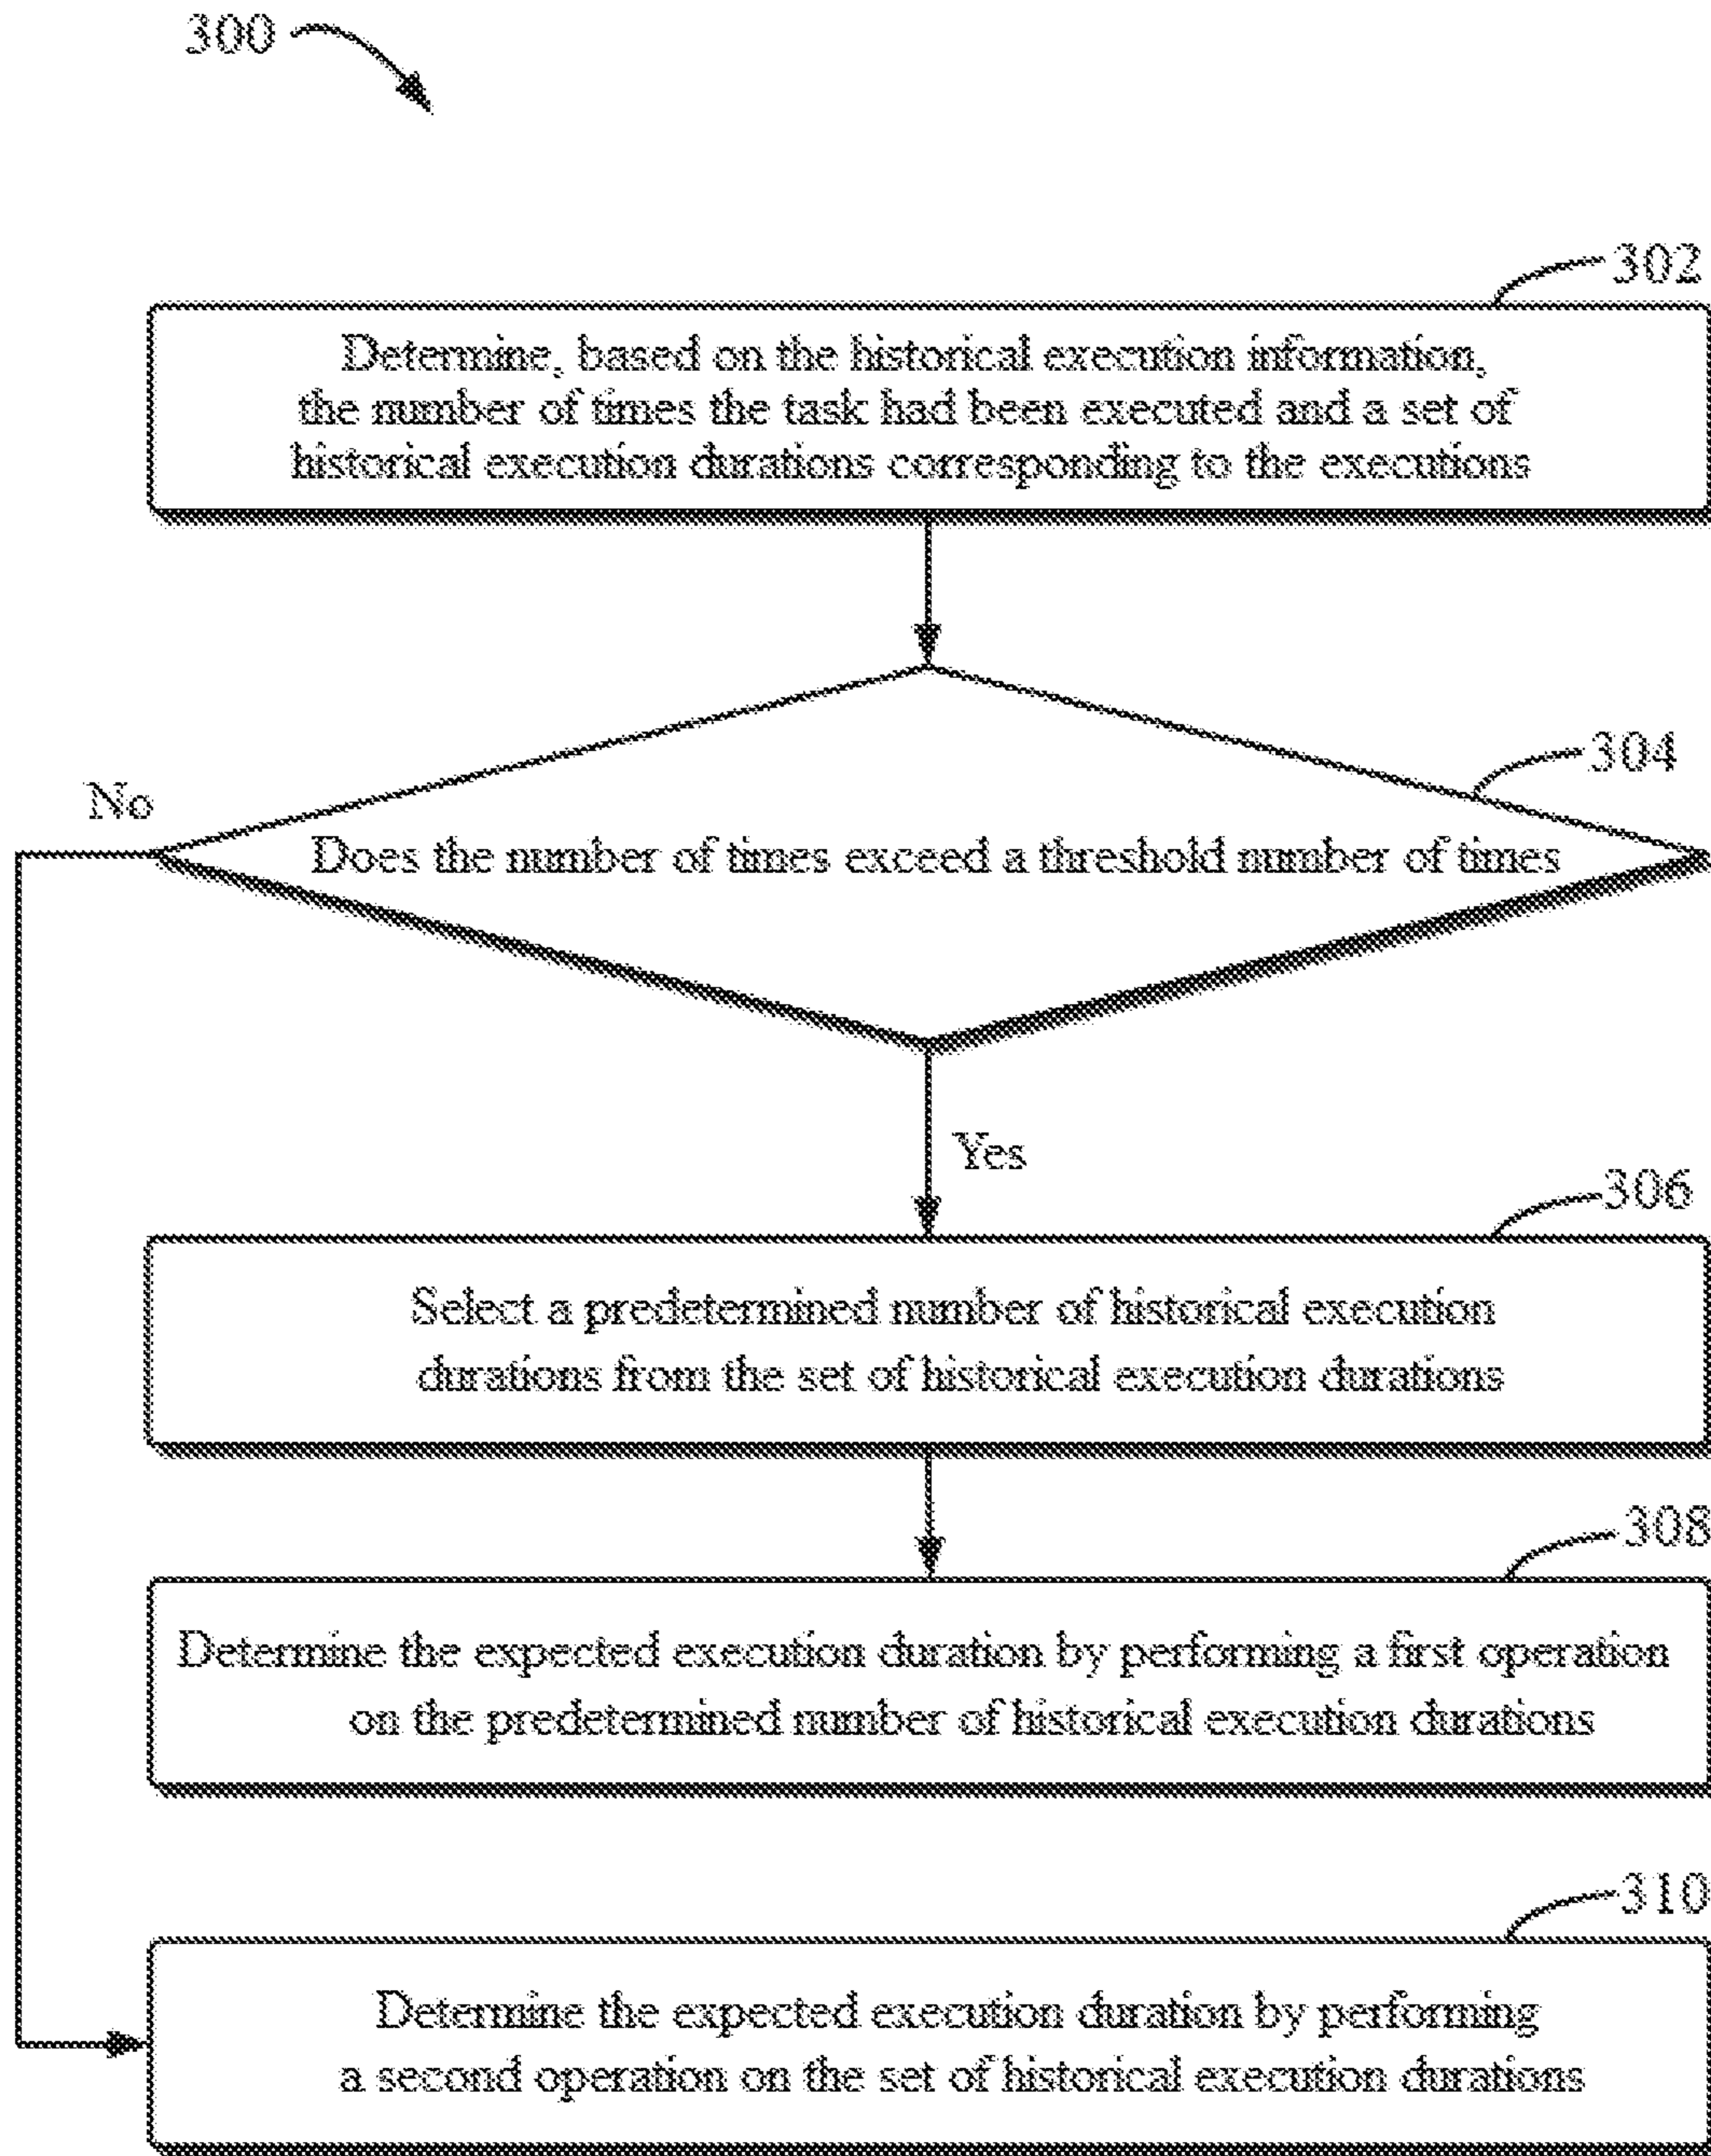 300
302
Determine, based on the historical execution information,
the number of times the task had been executed and a set of
historical execution durations corresponding to the executions
304
No
Does the number of times exceed a threshold number of times
Yes
306
Select a predetermined number of historical execution
durations from the set of historical execution durations
308
Determine the expected execution duration by performing a first operation
on the predetermined number of historical execution durations
310
Determine the expected execution duration by performing
a second operation on the set of historical execution durations